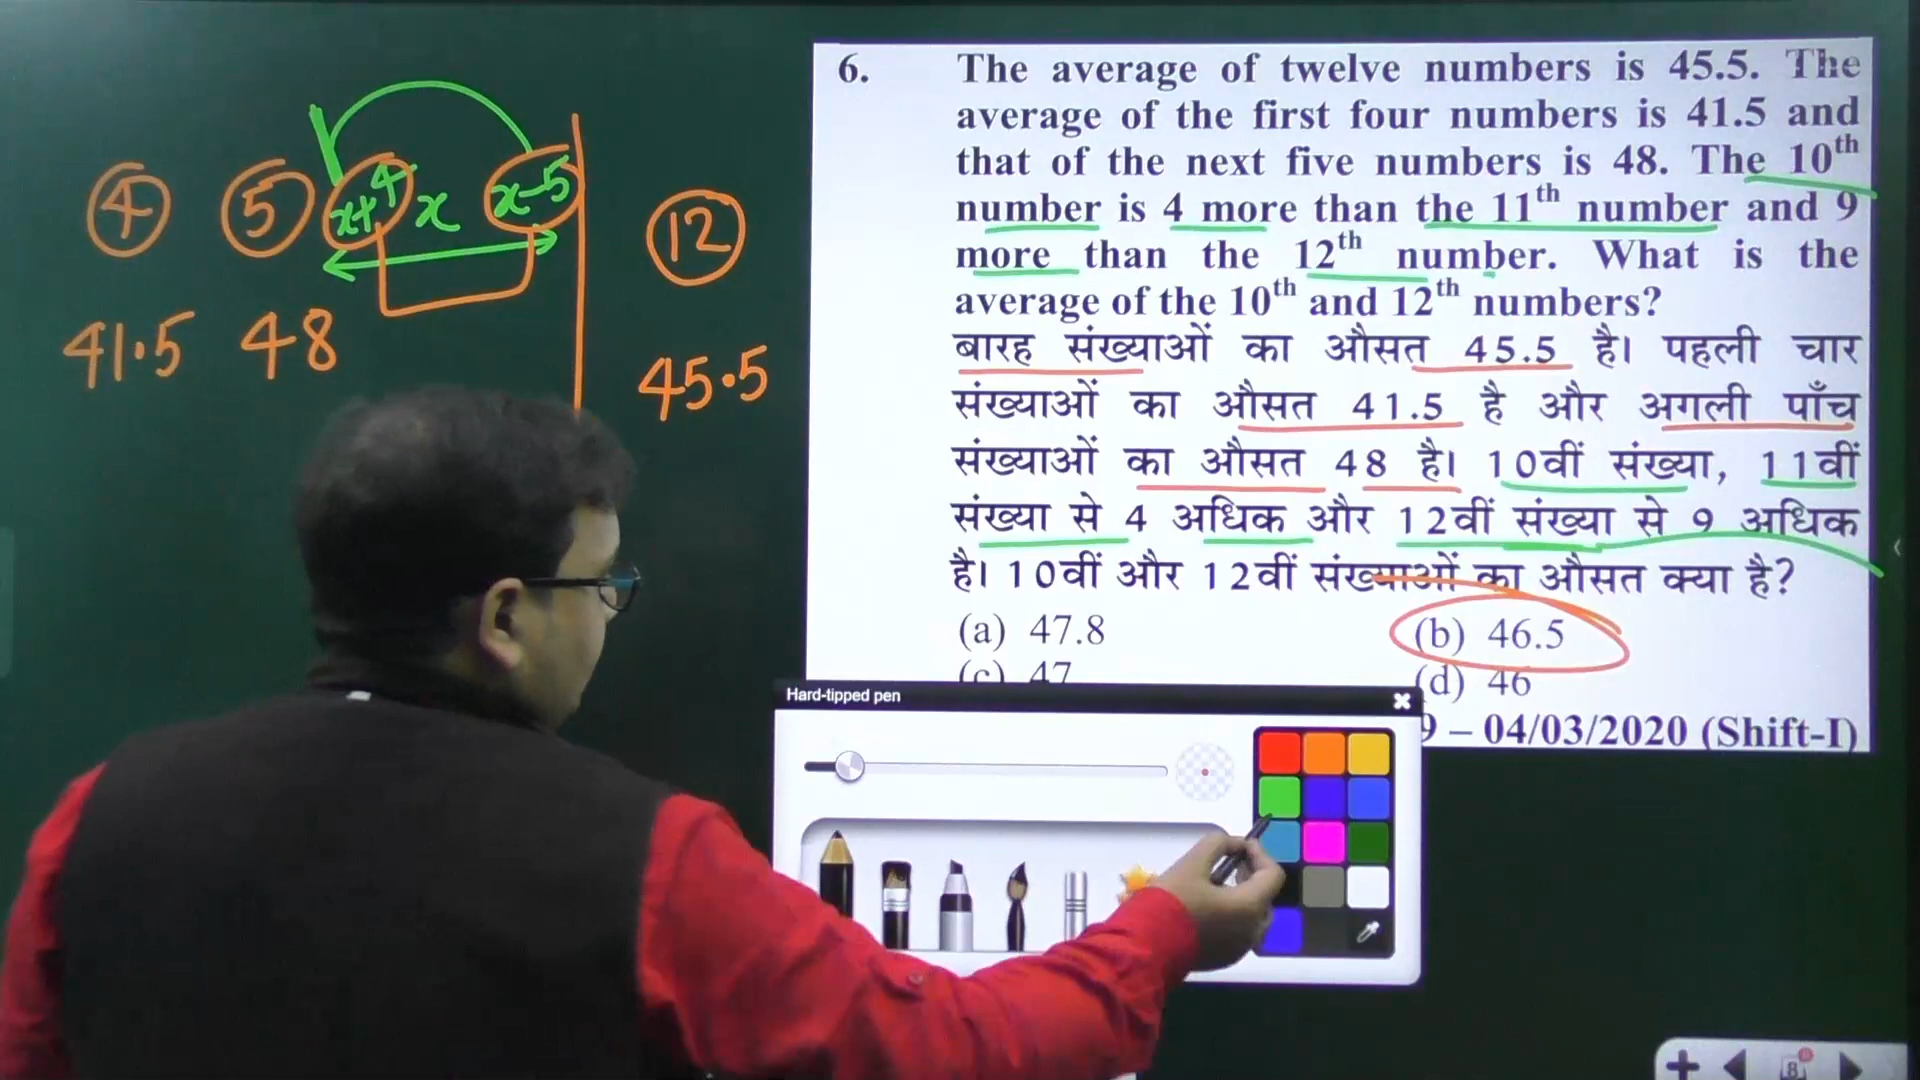 ④ ⑤ x+4 x x-5 ⑫
41.5 48 45.5
6. The average of twelve numbers is 45.5. The
average of the first four numbers is 41.5 and
that of the next five numbers is 48. The 10th
number is 4 more than the 11th number and 9
more than the 12th number. What is the
average of the 10th and 12th numbers?
बारह संख्याओं का औसत 45.5 है। पहली चार
संख्याओं का औसत 41.5 है और अगली पाँच
संख्याओं का औसत 48 है। 10वीं संख्या, 11वीं
संख्या से 4 अधिक और 12वीं संख्या से 9 अधिक
है। 10वीं और 12वीं संख्याओं का औसत क्या है?
(a) 47.8 (b) 46.5
(c) 47 (d) 46
9 – 04/03/2020 (Shift-I)
Hard-tipped pen
8